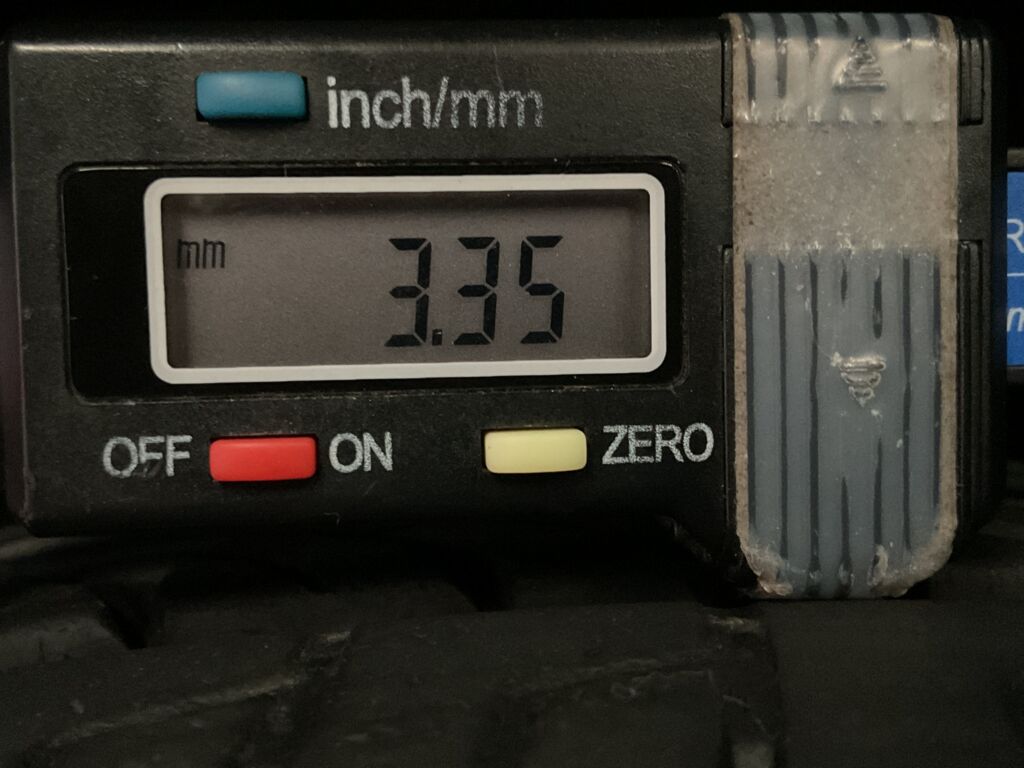 inch/mm
mm 3.35
OFF ON ZERO
R
m